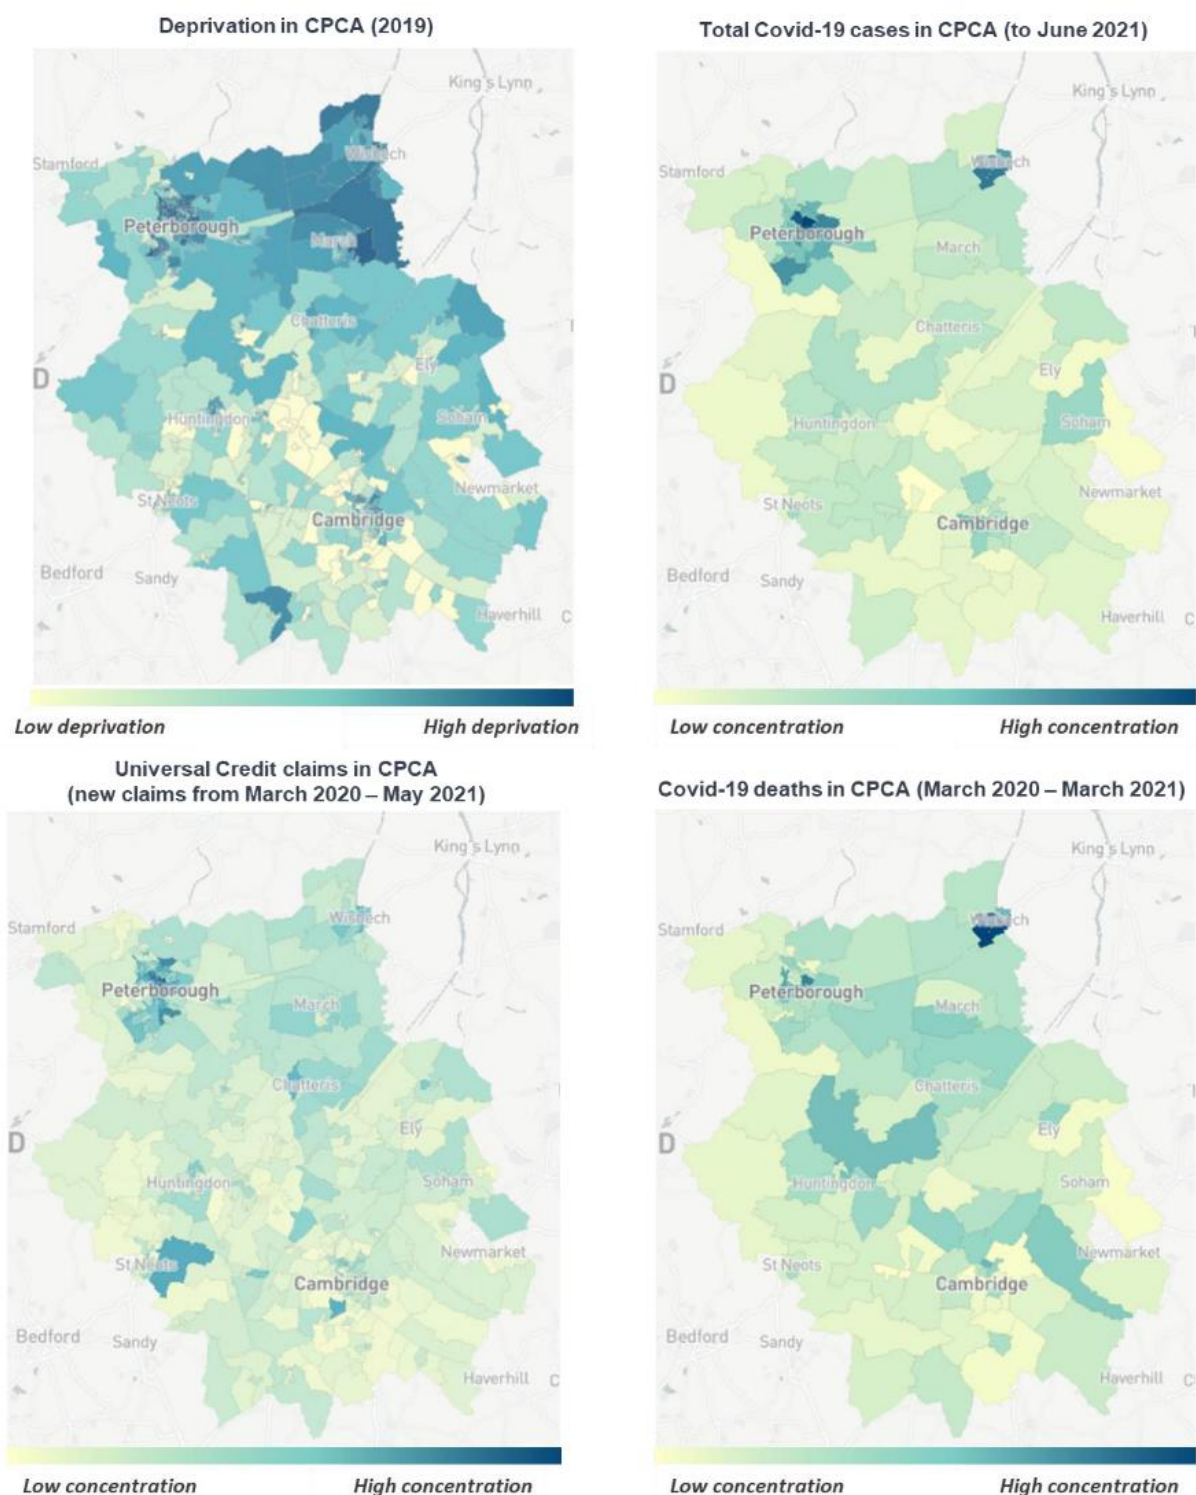 Deprivation in CPCA (2019)
King's Lynn
Stamford
Wisbech
Peterborough
March
Chatteris
Ely
D
Huntingdon
Soham
St Neots
Newmarket
Cambridge
Bedford
Sandy
Haverhill
C
Low deprivation
High deprivation
Total Covid-19 cases in CPCA (to June 2021)
King's Lynn
Stamford
Wisbech
Peterborough
March
Chatteris
Ely
D
Huntingdon
Soham
St Neots
Newmarket
Cambridge
Bedford
Sandy
Haverhill
C
Low concentration
High concentration
Universal Credit claims in CPCA
(new claims from March 2020 – May 2021)
King's Lynn
Stamford
Wisbech
Peterborough
March
Chatteris
Ely
D
Huntingdon
Soham
St Neots
Newmarket
Cambridge
Bedford
Sandy
Haverhill
C
Low concentration
High concentration
Covid-19 deaths in CPCA (March 2020 – March 2021)
King's Lynn
Stamford
Wisbech
Peterborough
March
Chatteris
Ely
D
Huntingdon
Soham
St Neots
Newmarket
Cambridge
Bedford
Sandy
Haverhill
C
Low concentration
High concentration